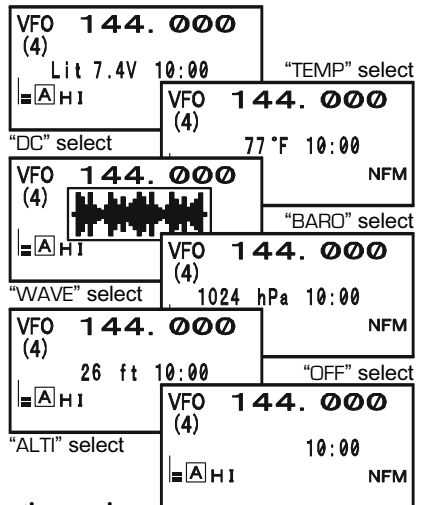 VFO 144. 000
(4)
Lit 7.4V 10:00
A HI
"DC" select
"TEMP" select
VFO 144. 000
(4)
77°F 10:00
NFM
VFO 144. 000
(4)
A HI
"WAVE" select
"BARO" select
VFO 144. 000
(4)
1024 hPa 10:00
NFM
VFO 144. 000
(4)
26 ft 10:00
A HI
"ALTI" select
"OFF" select
VFO 144. 000
(4)
10:00
A HI
NFM